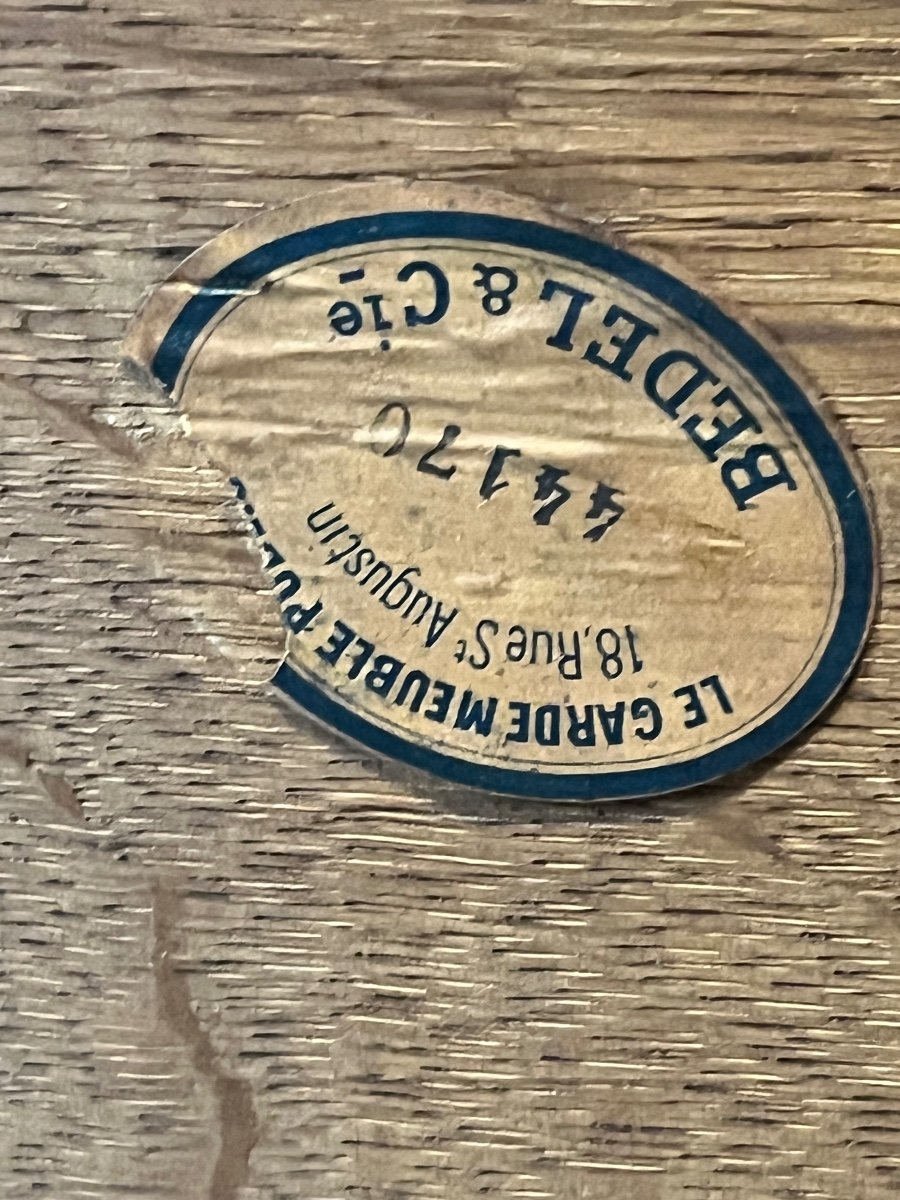 LE GARDE MEUBLE
18, Rue St Augustin
44170
BEDEL & Cie